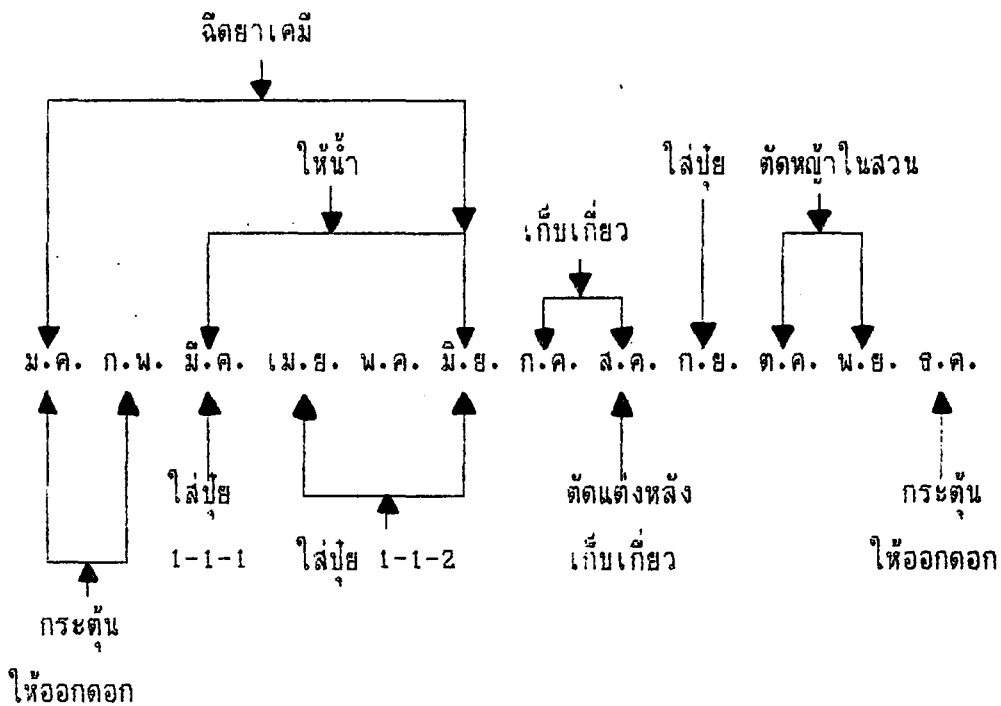 ฉีดยาเคมี
ให้น้ำ
ใส่ปุ๋ย ตัดหญ้าในสวน
เก็บเกี่ยว
ม.ค. ก.พ. มี.ค. เม.ย. พ.ค. มิ.ย. ก.ค. ส.ค. ก.ย. ต.ค. พ.ย. ธ.ค.
ใส่ปุ๋ย ตัดแต่งหลัง กระตุ้น
1-1-1 ใส่ปุ๋ย 1-1-2 เก็บเกี่ยว ให้ออกดอก
กระตุ้น
ให้ออกดอก